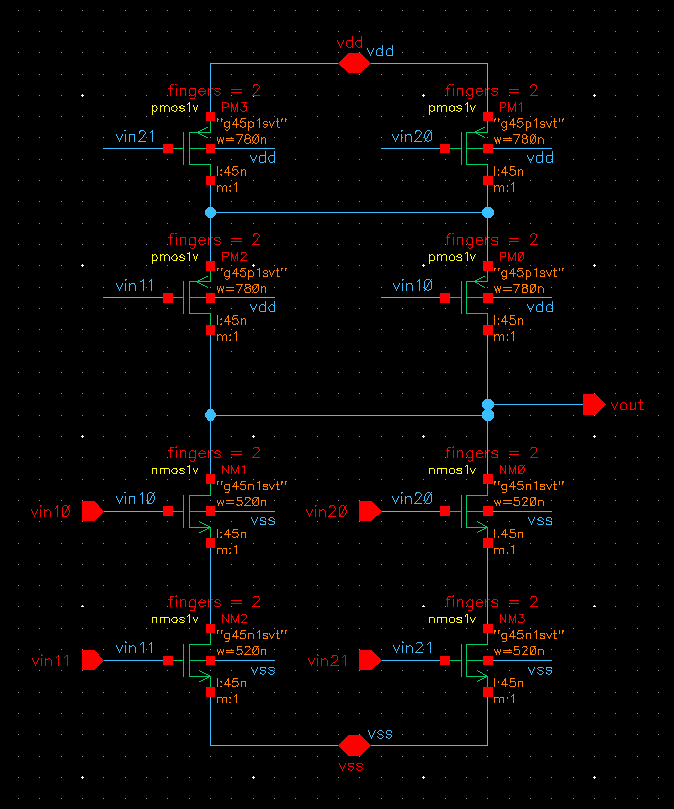 vdd
vdd
fingers = 2
fingers = 2
pmos1v PM3
pmos1v PM1
"g45p1svt"
"g45p1svt"
vin21 w=780n
vin20 w=780n
vdd
vdd
l:45n
l:45n
m:1
m:1
fingers = 2
fingers = 2
pmos1v PM2
pmos1v PM0
"g45p1svt"
"g45p1svt"
vin11 w=780n
vin10 w=780n
vdd
vdd
l:45n
l:45n
m:1
m:1
vout
fingers = 2
fingers = 2
nmos1v NM1
nmos1v NM0
"g45n1svt"
"g45n1svt"
vin10 vin10 w=520n
vin20 vin20 w=520n
vss
vss
l:45n
l:45n
m:1
m:1
fingers = 2
fingers = 2
nmos1v NM2
nmos1v NM3
"g45n1svt"
"g45n1svt"
vin11 vin11 w=520n
vin21 vin21 w=520n
vss
vss
l:45n
l:45n
m:1
m:1
vss
vss